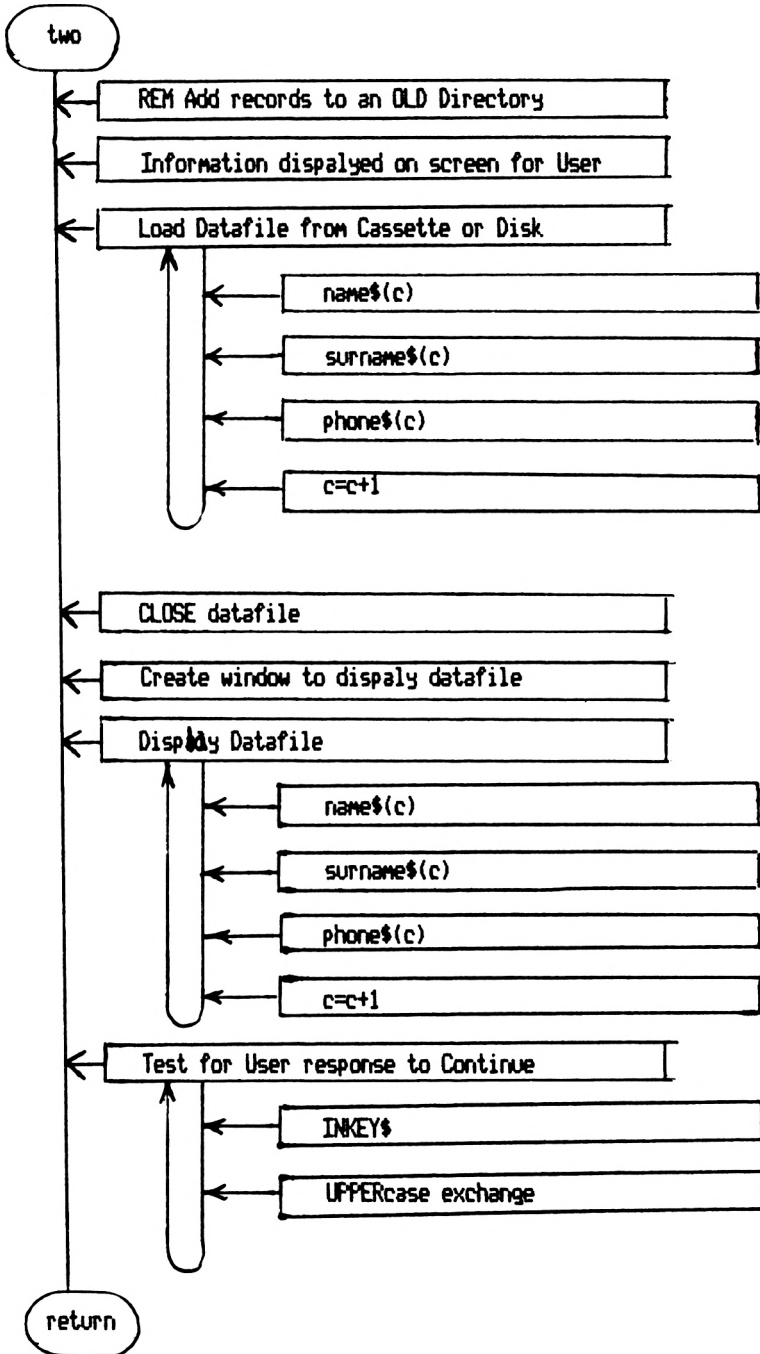 two
REM Add records to an OLD Directory
Information dispalyed on screen for User
Load Datafile from Cassette or Disk
name$(c)
surname$(c)
phone$(c)
c=c+1
CLOSE datafile
Create window to dispaly datafile
Datafile
name$(c)
surname$(c)
phone$(c)
c=c+1
Test for User response to Continue
INKEY$
UPPERcase exchange
return